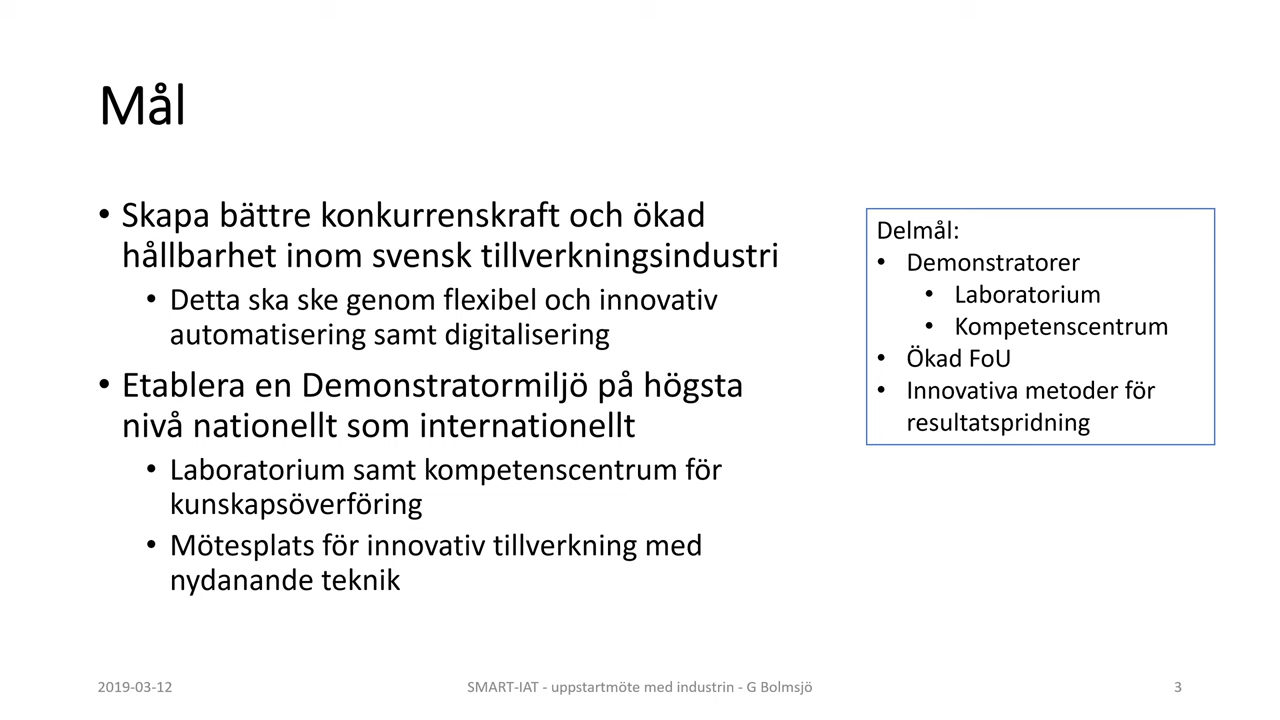 Mål
• Skapa bättre konkurrenskraft och ökad
hållbarhet inom svensk tillverkningsindustri
• Detta ska ske genom flexibel och innovativ
automatisering samt digitalisering
• Etablera en Demonstratormiljö på högsta
nivå nationellt som internationellt
• Laboratorium samt kompetenscentrum för
kunskapsöverföring
• Mötesplats för innovativ tillverkning med
nydanande teknik
Delmål:
• Demonstratorer
• Laboratorium
• Kompetenscentrum
• Ökad FoU
• Innovativa metoder för
resultatspridning
2019-03-12
SMART-IAT - uppstartmöte med industrin - G Bolmsjö
3